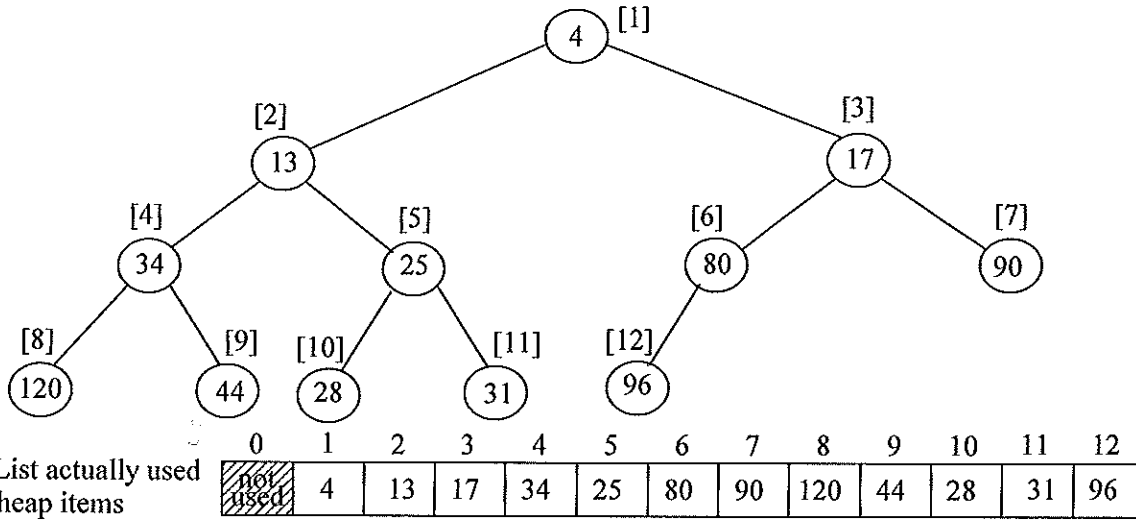 4 [1]
[2] [3]
13 17
[4] [5] [6] [7]
34 25 80 90
[8] [9] [10] [11] [12]
120 44 28 31 96
0 1 2 3 4 5 6 7 8 9 10 11 12
List actually used
not used 4 13 17 34 25 80 90 120 44 28 31 96
heap items